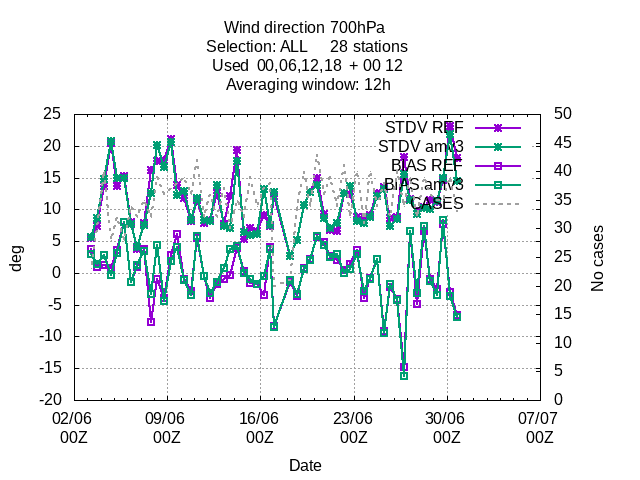 Wind direction 700hPa
Selection: ALL 28 stations
Used 00,06,12,18 + 00 12
Averaging window: 12h
25 50
20 45
15 40
10 35
5 30
0 25
-5 20
-10 15
-15 10
-20 5
0
deg
No cases
STDV REF
STDV amv3
BIAS REF
BIAS amv3
CASES
02/06 09/06 16/06 23/06 30/06 07/07
00Z 00Z 00Z 00Z 00Z 00Z
Date